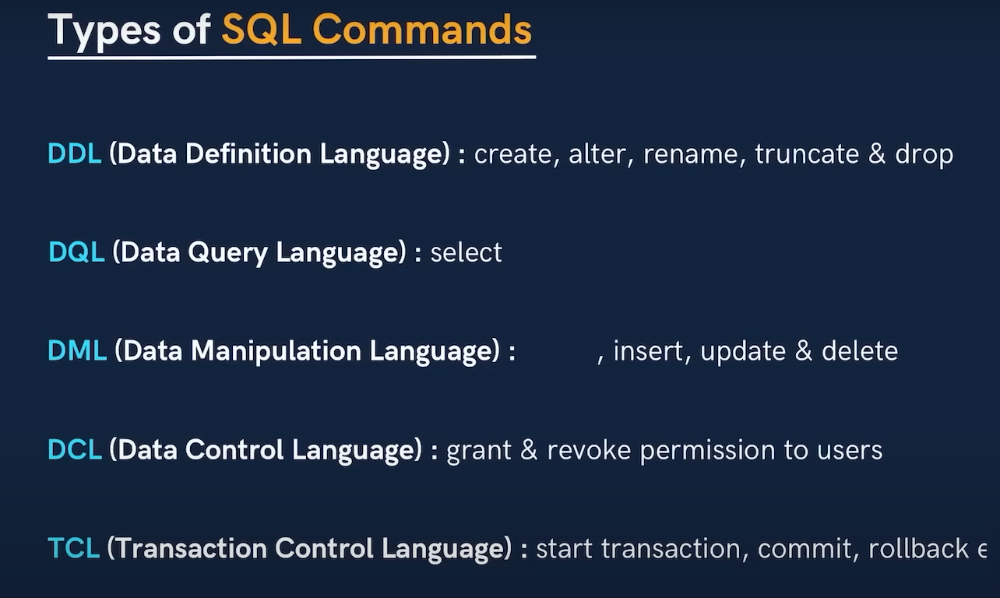 Types of SQL Commands
DDL (Data Definition Language) : create, alter, rename, truncate & drop
DQL (Data Query Language) : select
DML (Data Manipulation Language) : , insert, update & delete
DCL (Data Control Language) : grant & revoke permission to users
TCL (Transaction Control Language) : start transaction, commit, rollback